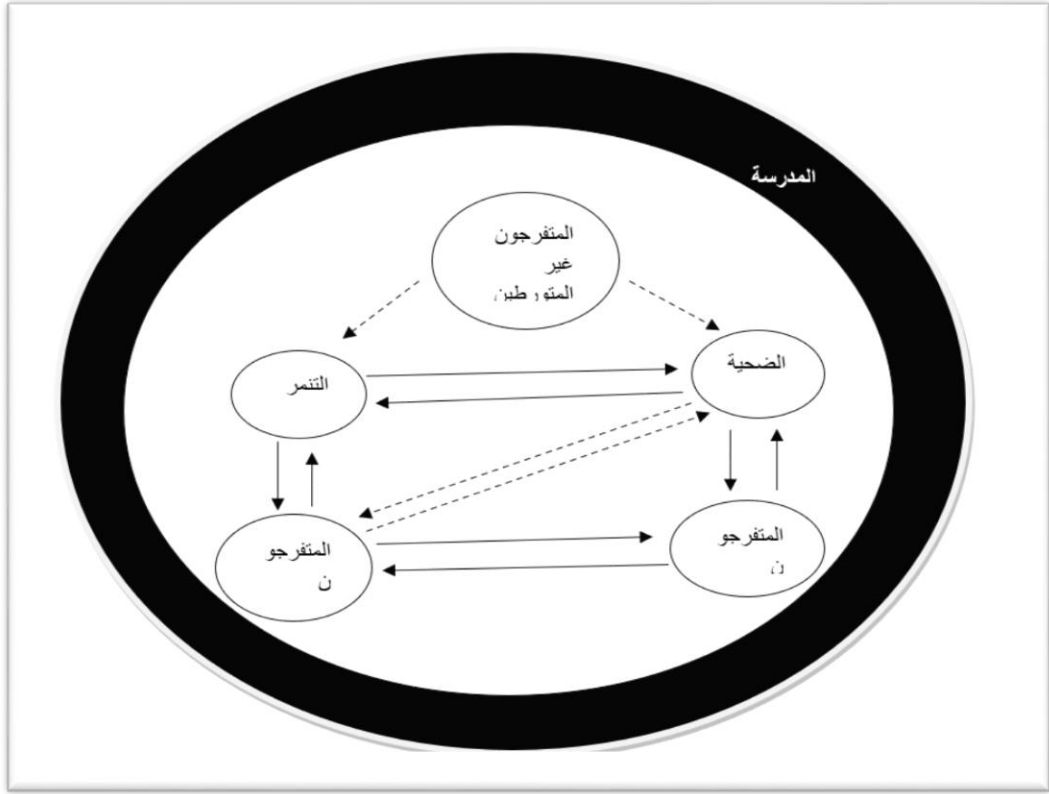 المدرسة
المتفرجون
غير
المتورطين
الضحية
التنمر
المتفرجو
ن
المتفرجو
ن